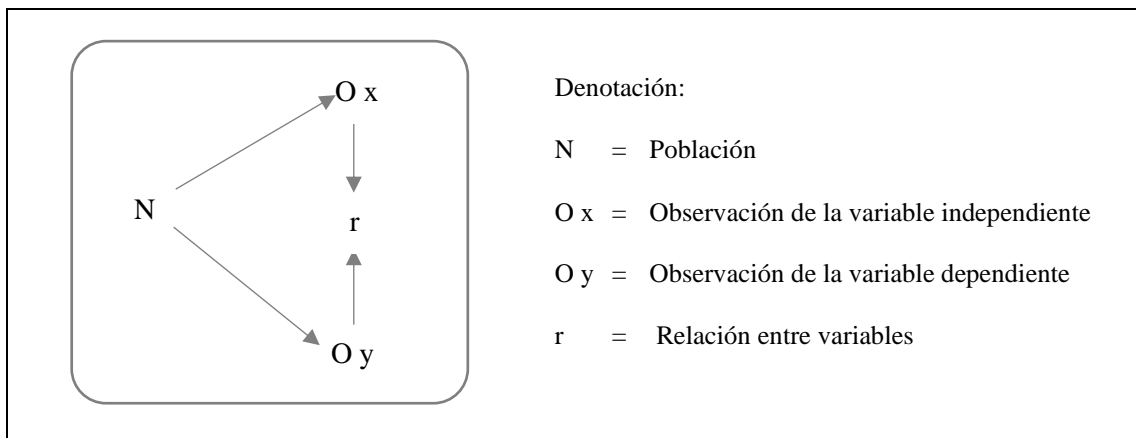 O x
N
r
O y
Denotación:
N = Población
O x = Observación de la variable independiente
O y = Observación de la variable dependiente
r = Relación entre variables